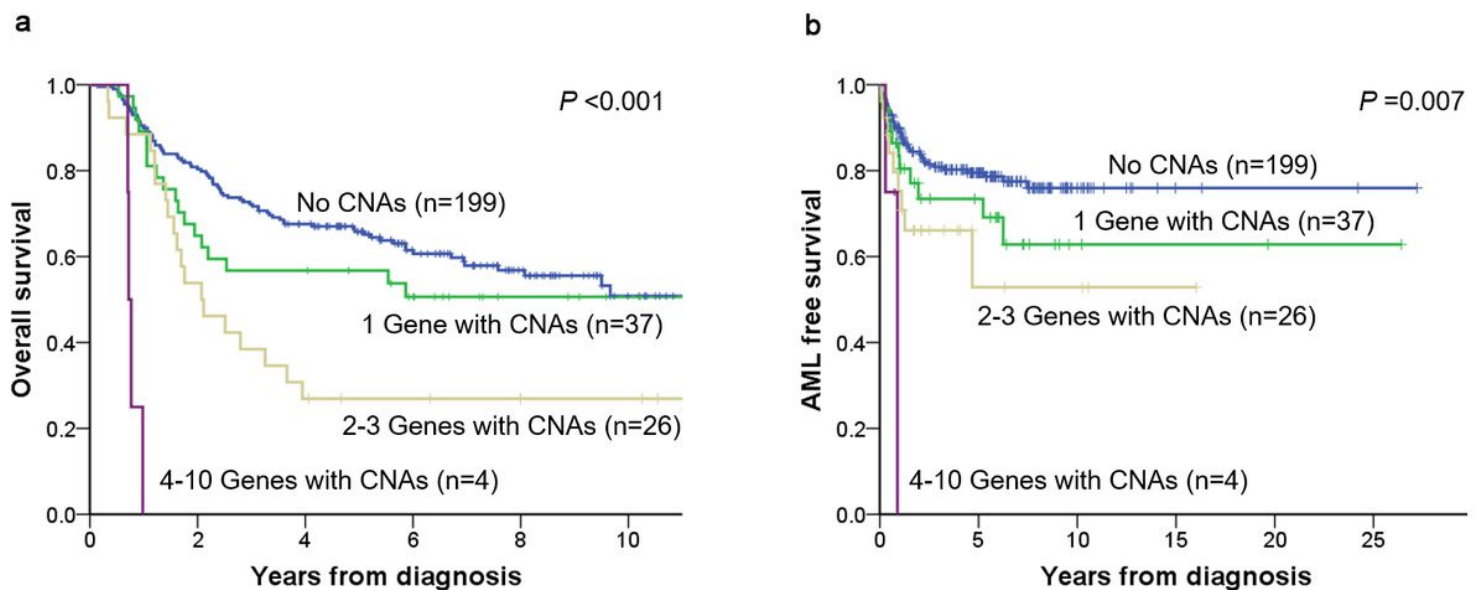 a
P <0.001
Overall survival
1.0
0.8
0.6
0.4
0.2
0.0
No CNAs (n=199)
1 Gene with CNAs (n=37)
2-3 Genes with CNAs (n=26)
4-10 Genes with CNAs (n=4)
0 2 4 6 8 10
Years from diagnosis
b
P =0.007
AML free survival
1.0
0.8
0.6
0.4
0.2
0.0
No CNAs (n=199)
1 Gene with CNAs (n=37)
2-3 Genes with CNAs (n=26)
4-10 Genes with CNAs (n=4)
0 5 10 15 20 25
Years from diagnosis